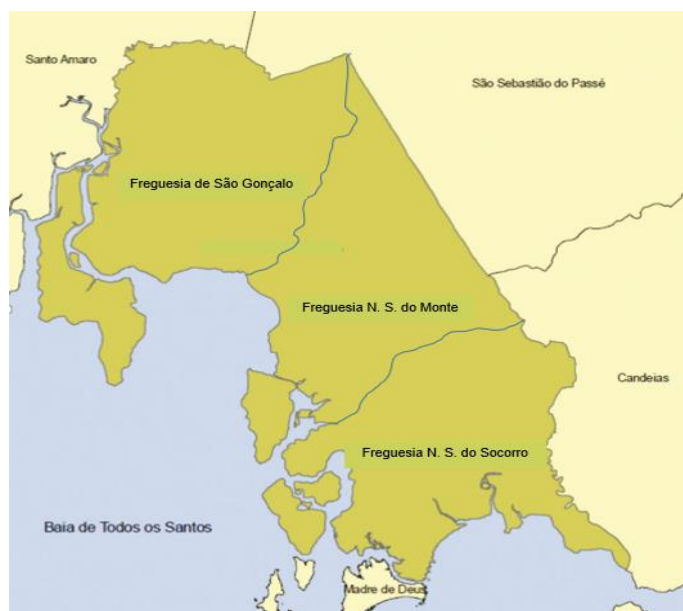 Santo Amaro
São Sebastião do Passé
Freguesia de São Gonçalo
Freguesia N. S. do Monte
Candeias
Freguesia N. S. do Socorro
Baia de Todos os Santos
Madre de Deus